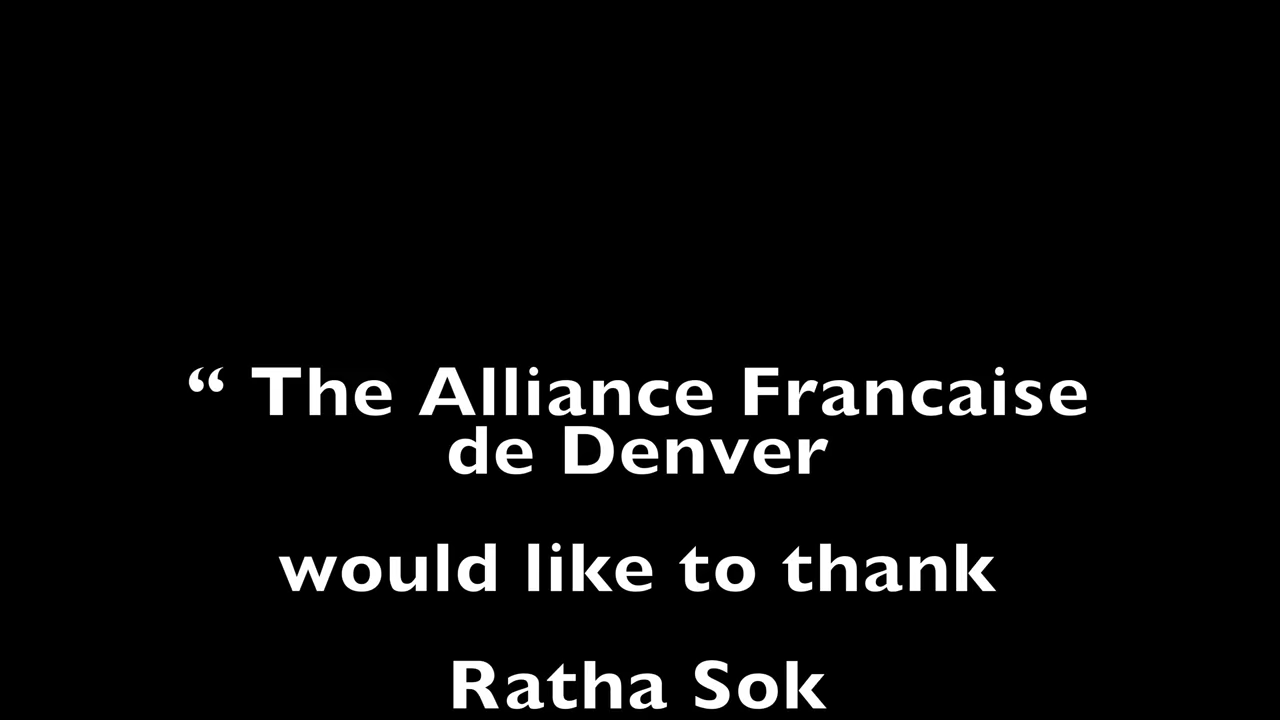 “ The Alliance Francaise
de Denver
would like to thank
Ratha Sok